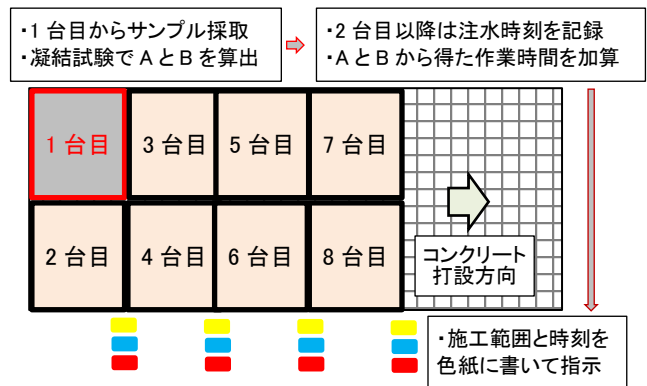 ・1 台目からサンプル採取
・凝結試験で A と B を算出
・2 台目以降は注水時刻を記録
・A と B から得た作業時間を加算
1 台目
3 台目
5 台目
7 台目
2 台目
4 台目
6 台目
8 台目
コンクリート
打設方向
・施工範囲と時刻を
色紙に書いて指示